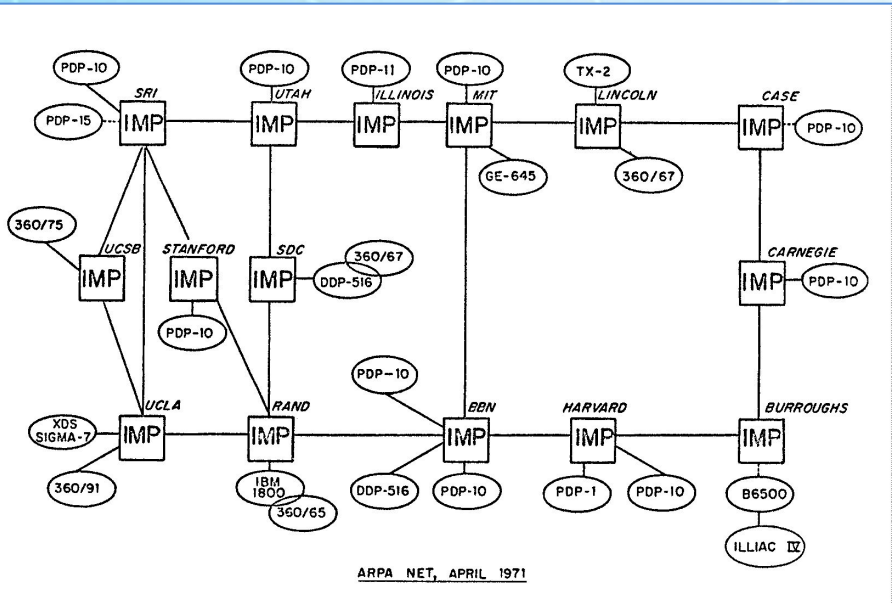 PDP-10
PDP-10
PDP-11
PDP-10
TX-2
SRI
UTAH
ILLINOIS
MIT
LINCOLN
CASE
PDP-15
IMP
IMP
IMP
IMP
IMP
IMP
PDP-10
GE-645
360/67
360/75
UCSB
STANFORD
SDC
360/67
CARNEGIE
IMP
IMP
IMP
DDP-516
IMP
PDP-10
PDP-10
PDP-10
UCLA
RAND
BBN
HARVARD
BURROUGHS
XDS
SIGMA-7
IMP
IMP
IMP
IMP
IMP
360/91
IBM
1800
360/65
DDP-516
PDP-10
PDP-1
PDP-10
B6500
ILLIAC IV
ARPA NET, APRIL 1971